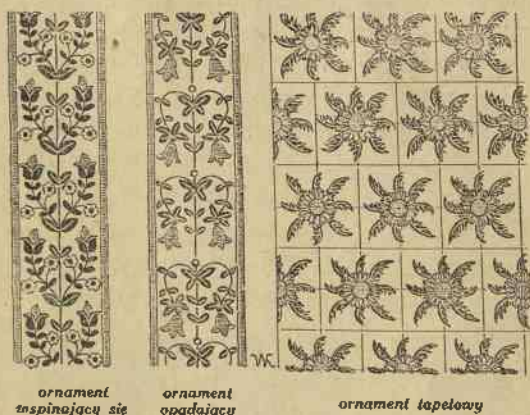 ornament
wspinający się
ornament
opadający
ornament tapetowy